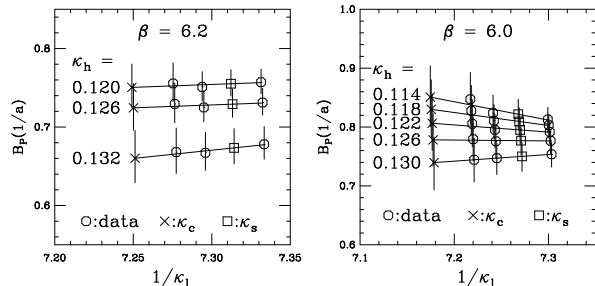 β = 6.2
κh =
0.120
0.126
0.132
○:data ×:κc □:κs
Bp(1/a)
0.8
0.7
0.6
7.20 7.25 7.30 7.35
1/κl
β = 6.0
κh =
0.114
0.118
0.122
0.126
0.130
○:data ×:κc □:κs
Bp(1/a)
1.0
0.9
0.8
0.7
0.6
7.1 7.2 7.3
1/κl